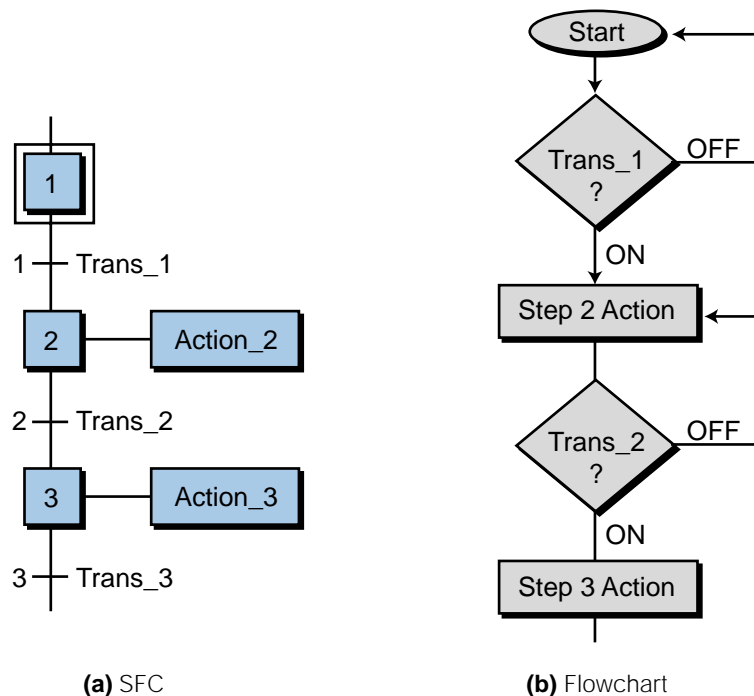 1
1 Trans_1
2 Action_2
2 Trans_2
3 Action_3
3 Trans_3
(a) SFC
Start
Trans_1
?
OFF
ON
Step 2 Action
Trans_2
?
OFF
ON
Step 3 Action
(b) Flowchart